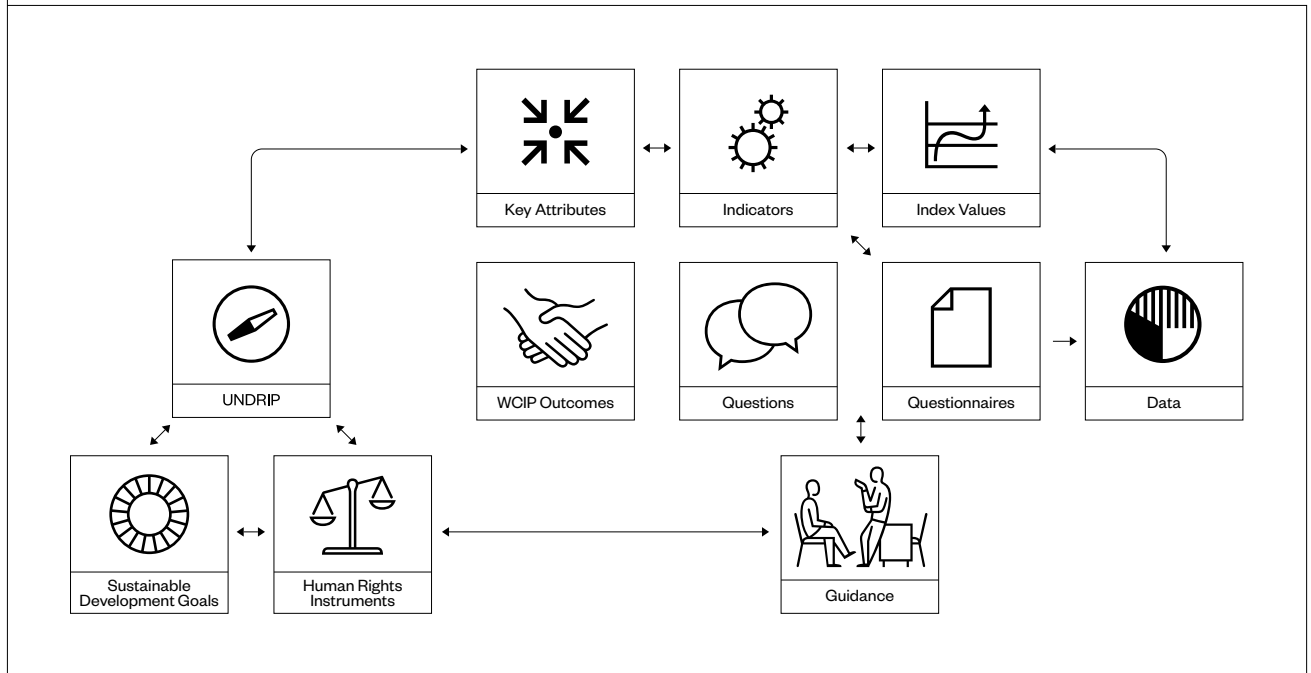 Key Attributes
Indicators
Index Values
UNDRIP
WCIP Outcomes
Questions
Questionnaires
Data
Sustainable
Development Goals
Human Rights
Instruments
Guidance